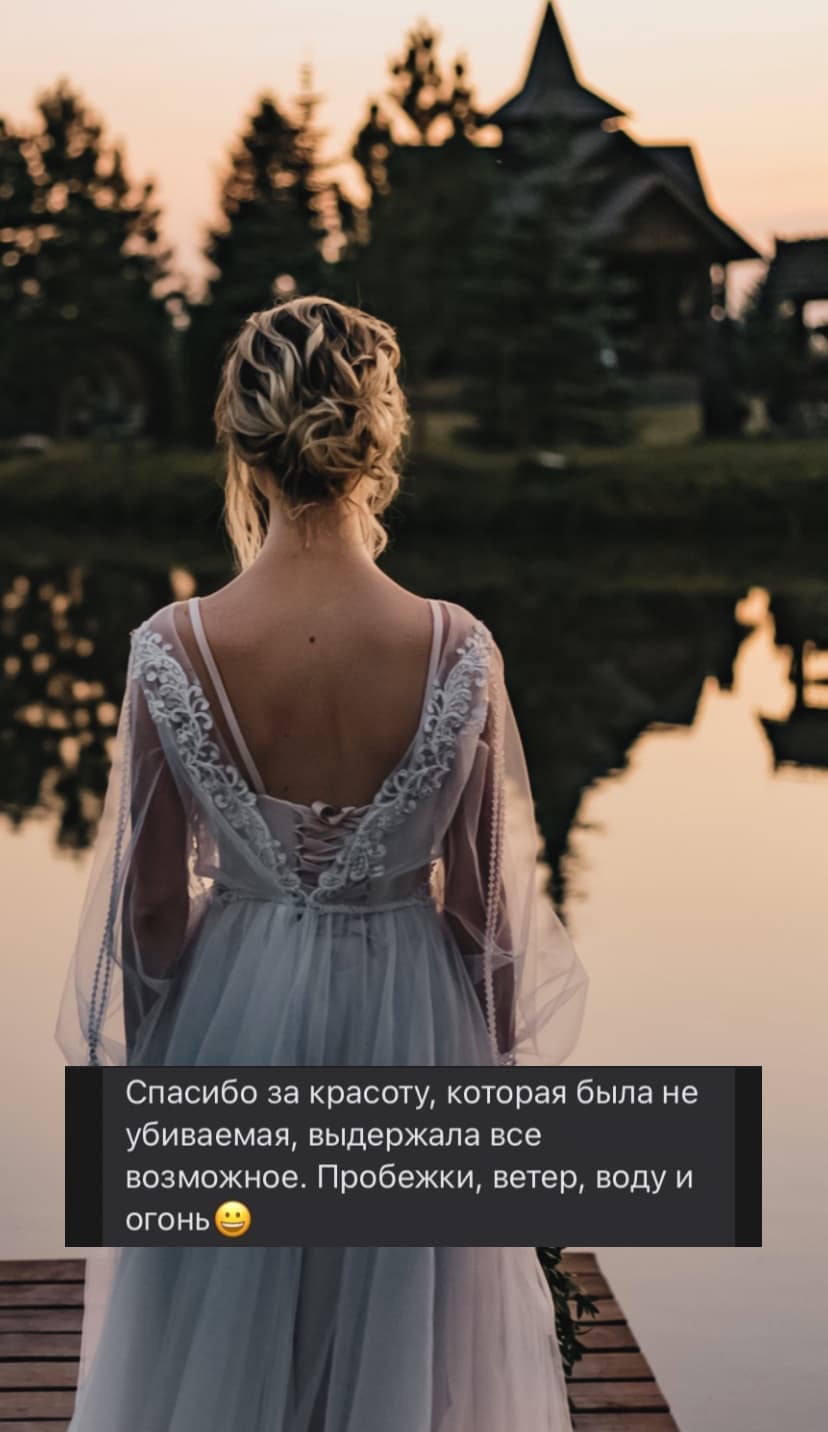 Спасибо за красоту, которая была не
убиваемая, выдержала все
возможное. Пробежки, ветер, воду и
огонь😀